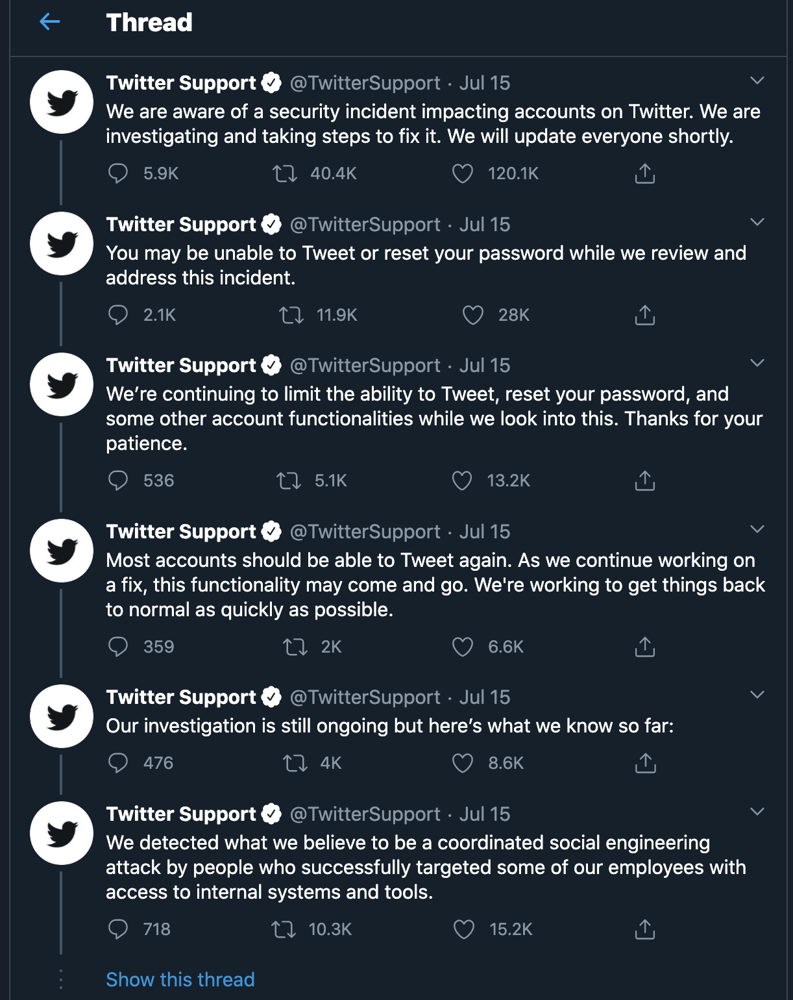 Thread
Twitter Support @TwitterSupport · Jul 15
We are aware of a security incident impacting accounts on Twitter. We are
investigating and taking steps to fix it. We will update everyone shortly.
5.9K 40.4K 120.1K
Twitter Support @TwitterSupport · Jul 15
You may be unable to Tweet or reset your password while we review and
address this incident.
2.1K 11.9K 28K
Twitter Support @TwitterSupport · Jul 15
We’re continuing to limit the ability to Tweet, reset your password, and
some other account functionalities while we look into this. Thanks for your
patience.
536 5.1K 13.2K
Twitter Support @TwitterSupport · Jul 15
Most accounts should be able to Tweet again. As we continue working on
a fix, this functionality may come and go. We're working to get things back
to normal as quickly as possible.
359 2K 6.6K
Twitter Support @TwitterSupport · Jul 15
Our investigation is still ongoing but here’s what we know so far:
476 4K 8.6K
Twitter Support @TwitterSupport · Jul 15
We detected what we believe to be a coordinated social engineering
attack by people who successfully targeted some of our employees with
access to internal systems and tools.
718 10.3K 15.2K
Show this thread